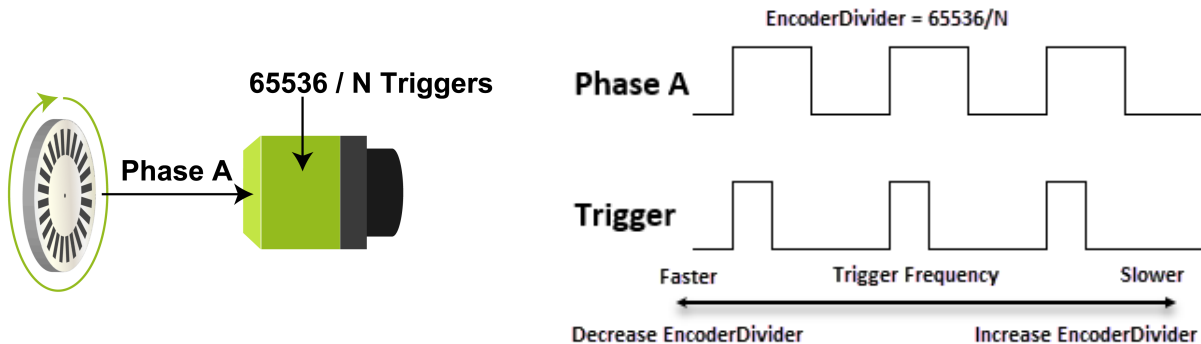 65536 / N Triggers
Phase A
EncoderDivider = 65536/N
Phase A
Trigger
Faster Trigger Frequency Slower
Decrease EncoderDivider Increase EncoderDivider